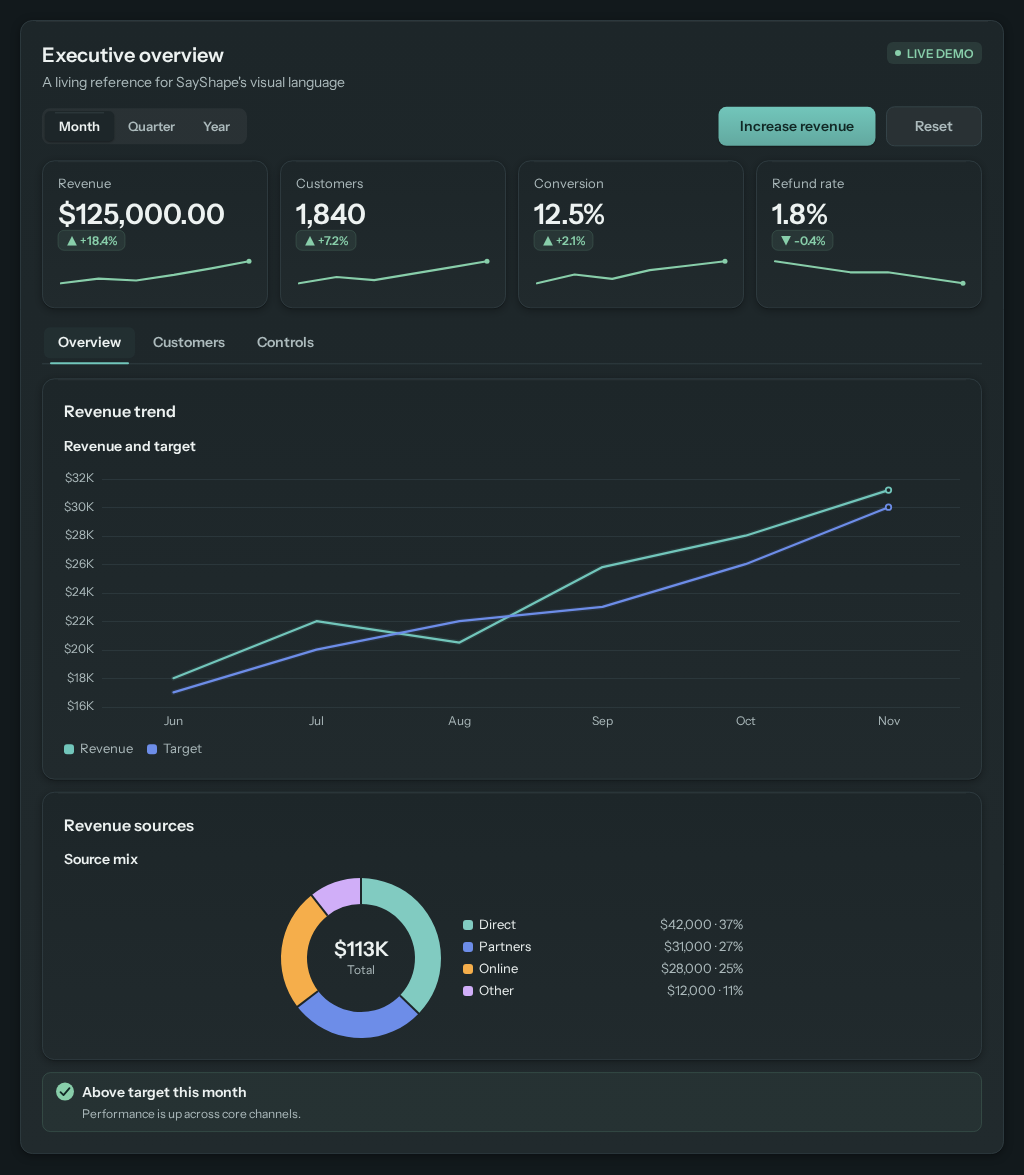 Executive overview
LIVE DEMO
A living reference for SayShape's visual language
Month Quarter Year
Increase revenue Reset
Revenue Customers Conversion Refund rate
$125,000.00 1,840 12.5% 1.8%
▲ +18.4% ▲ +7.2% ▲ +2.1% ▼ -0.4%
Overview Customers Controls
Revenue trend
Revenue and target
$32K
$30K
$28K
$26K
$24K
$22K
$20K
$18K
$16K
Jun Jul Aug Sep Oct Nov
Revenue Target
Revenue sources
Source mix
$113K
Total
Direct $42,000 · 37%
Partners $31,000 · 27%
Online $28,000 · 25%
Other $12,000 · 11%
Above target this month
Performance is up across core channels.